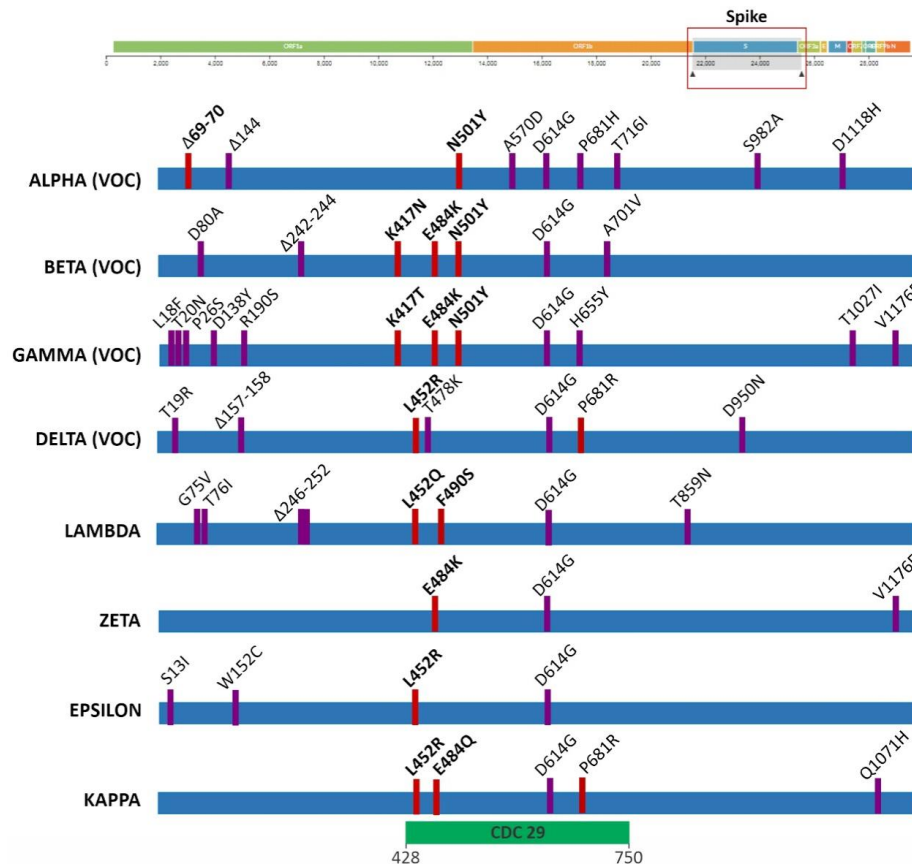 Spike
ORF1a ORF1b S ORF3a E M
0 2,000 4,000 6,000 8,000 10,000 12,000 14,000 16,000 18,000 20,000 22,000 24,000 26,000 28,000
Δ69-70 Δ144 N501Y A570D D614G P681H T716I S982A D1118H
ALPHA (VOC)
D80A Δ242-244 K417N E484K N501Y D614G A701V
BETA (VOC)
L18F T20N P26S D138Y R190S K417T E484K N501Y D614G H655Y T1027I
GAMMA (VOC)
T19R Δ157-158 L452R T478K D614G P681R D950N
DELTA (VOC)
G75V T76I Δ246-252 L452Q F490S D614G T859N
LAMBDA
E484K D614G
ZETA
S13I W152C L452R D614G
EPSILON
L452R E484Q D614G P681R Q1071H
KAPPA
CDC 29
428 750